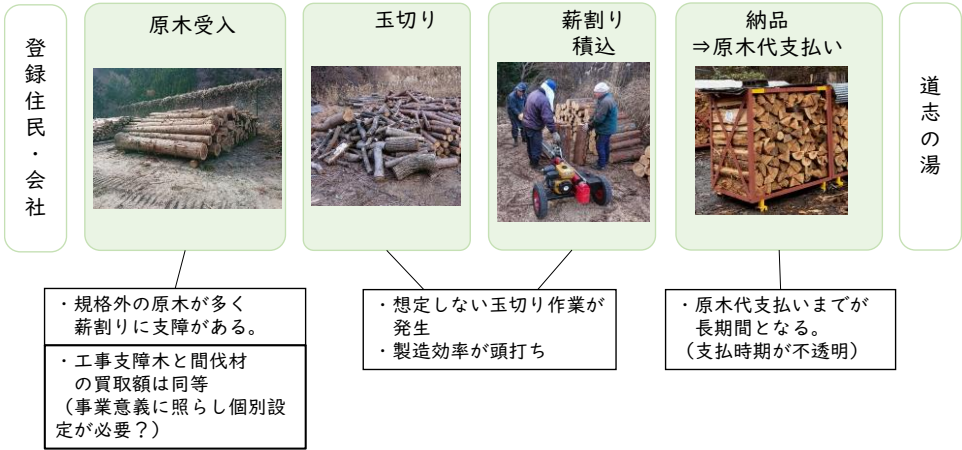 登録住民・会社
原木受入
玉切り
薪割り
積込
納品
⇒原木代支払い
道志の湯
・規格外の原木が多く
薪割りに支障がある。
・工事支障木と間伐材
の買取額は同等
（事業意義に照らし個別設
定が必要？）
・想定しない玉切り作業が
発生
・製造効率が頭打ち
・原木代支払いまでが
長期間となる。
（支払時期が不透明）